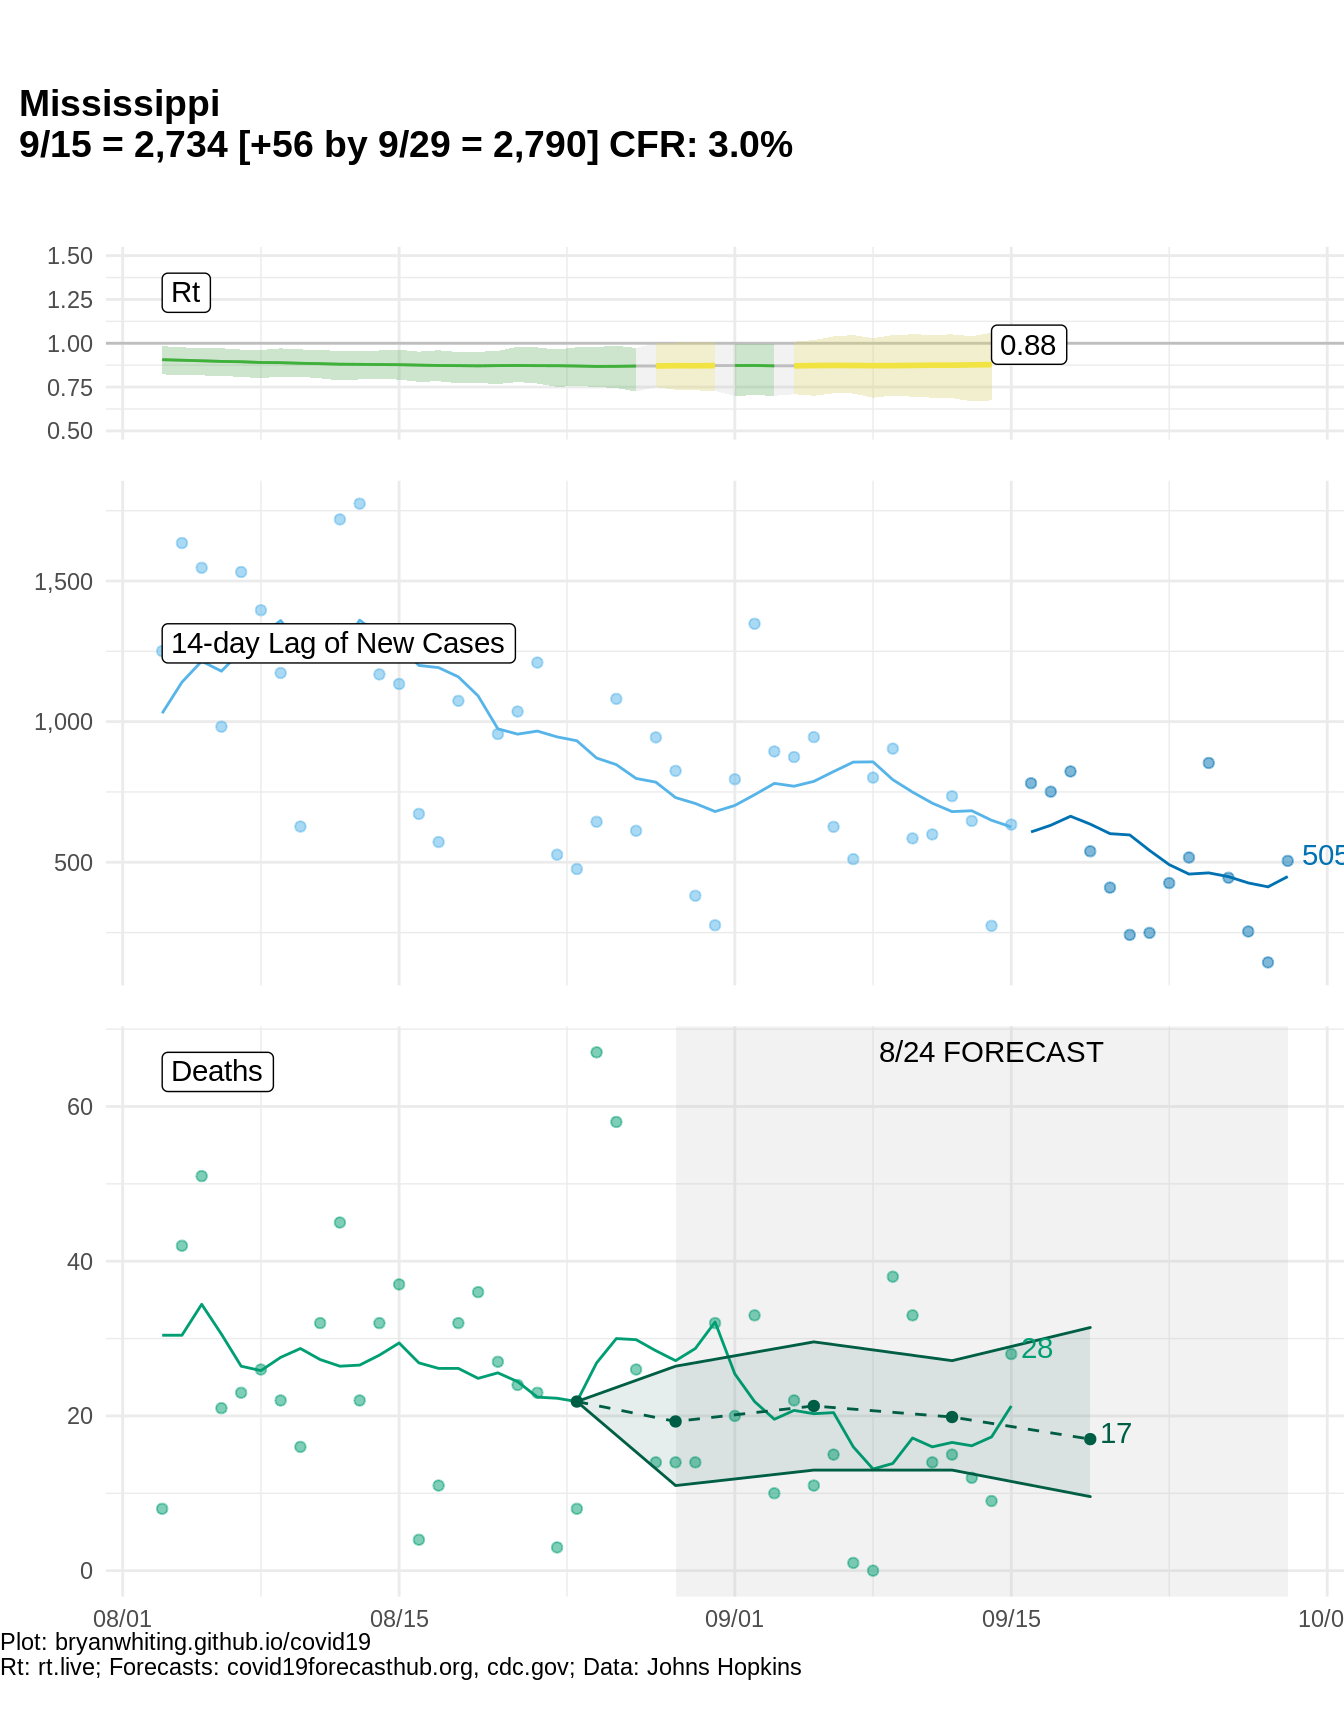 Mississippi
9/15 = 2,734 [+56 by 9/29 = 2,790] CFR: 3.0%
1.50
1.25
1.00
0.75
0.50
Rt
0.88
1,500
1,000
500
14-day Lag of New Cases
505
60
40
20
0
Deaths
8/24 FORECAST
28
17
08/01
08/15
09/01
09/15
10/0
Plot: bryanwhiting.github.io/covid19
Rt: rt.live; Forecasts: covid19forecasthub.org, cdc.gov; Data: Johns Hopkins